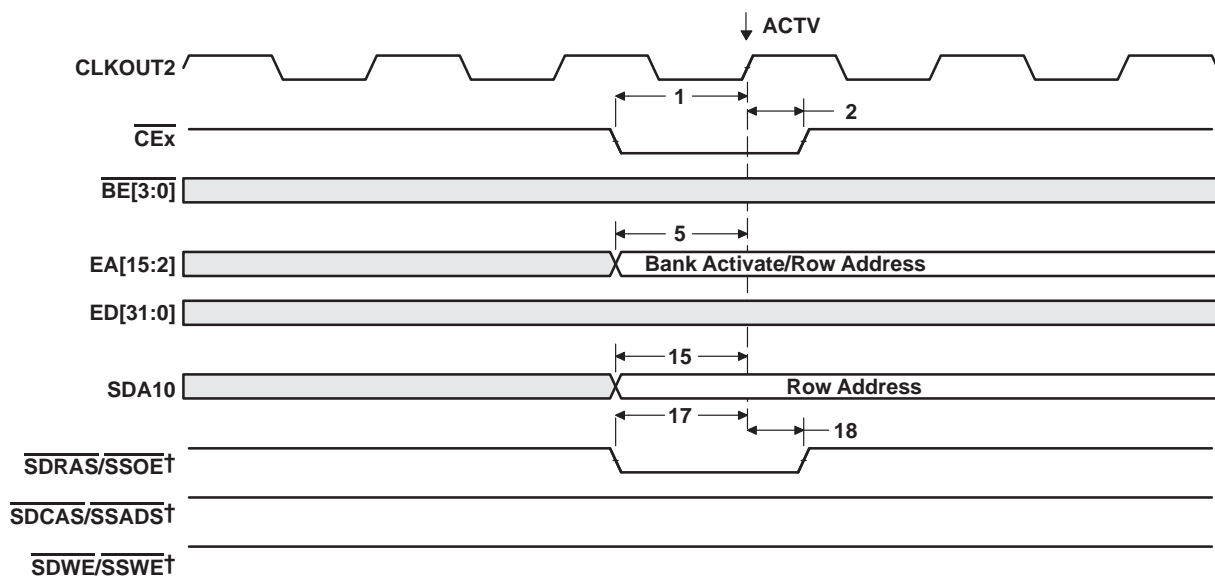 ACTV
CLKOUT2
1
2
CEx
BE[3:0]
5
EA[15:2]
Bank Activate/Row Address
ED[31:0]
15
SDA10
Row Address
17
18
SDRAS/SSOE†
SDCAS/SSADS†
SDWE/SSWE†